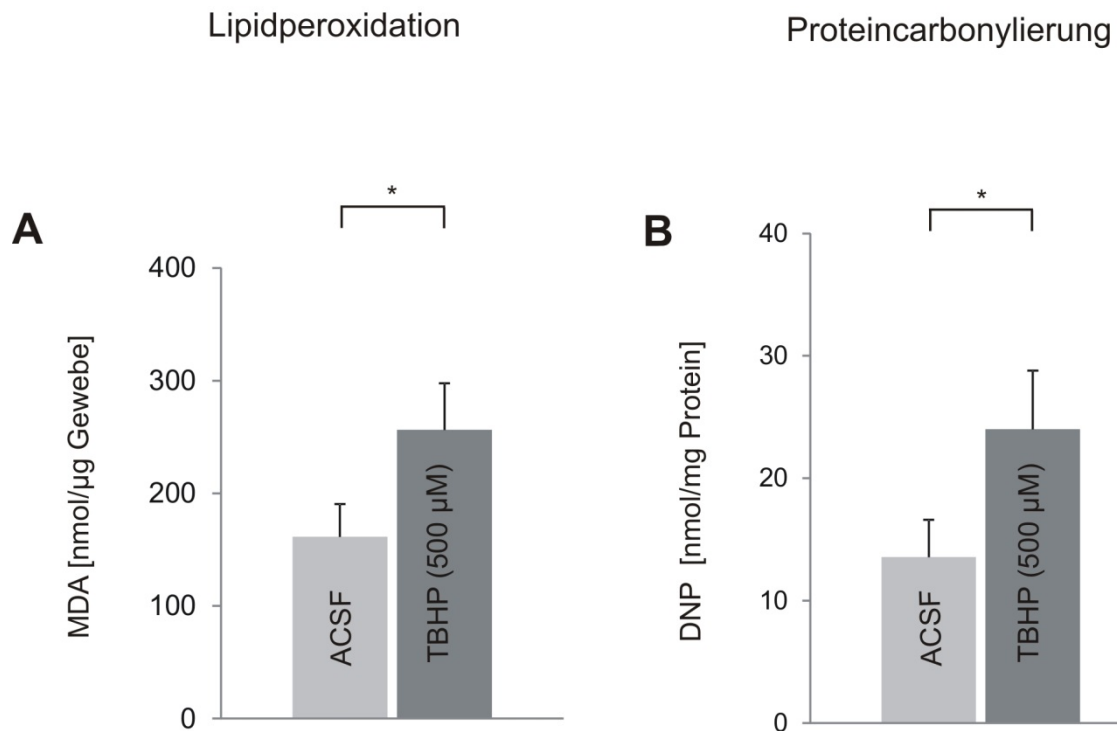 Lipidperoxidation
Proteincarbonylierung
A
*
MDA [nmol/µg Gewebe]
400
300
200
100
0
ACSF
TBHP (500 µM)
B
*
DNP [nmol/mg Protein]
40
30
20
10
0
ACSF
TBHP (500 µM)